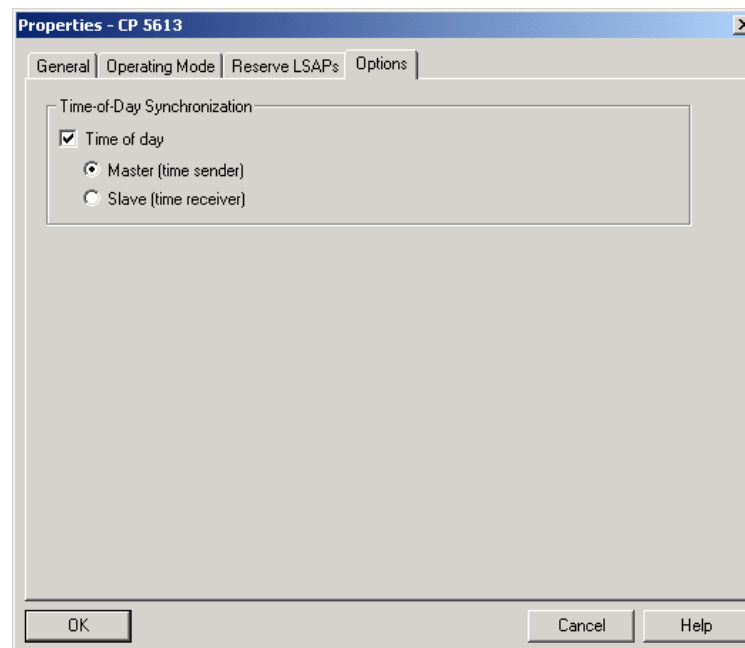 Properties - CP 5613
General Operating Mode Reserve LSAPs Options
Time-of-Day Synchronization
Time of day
Master (time sender)
Slave (time receiver)
OK Cancel Help